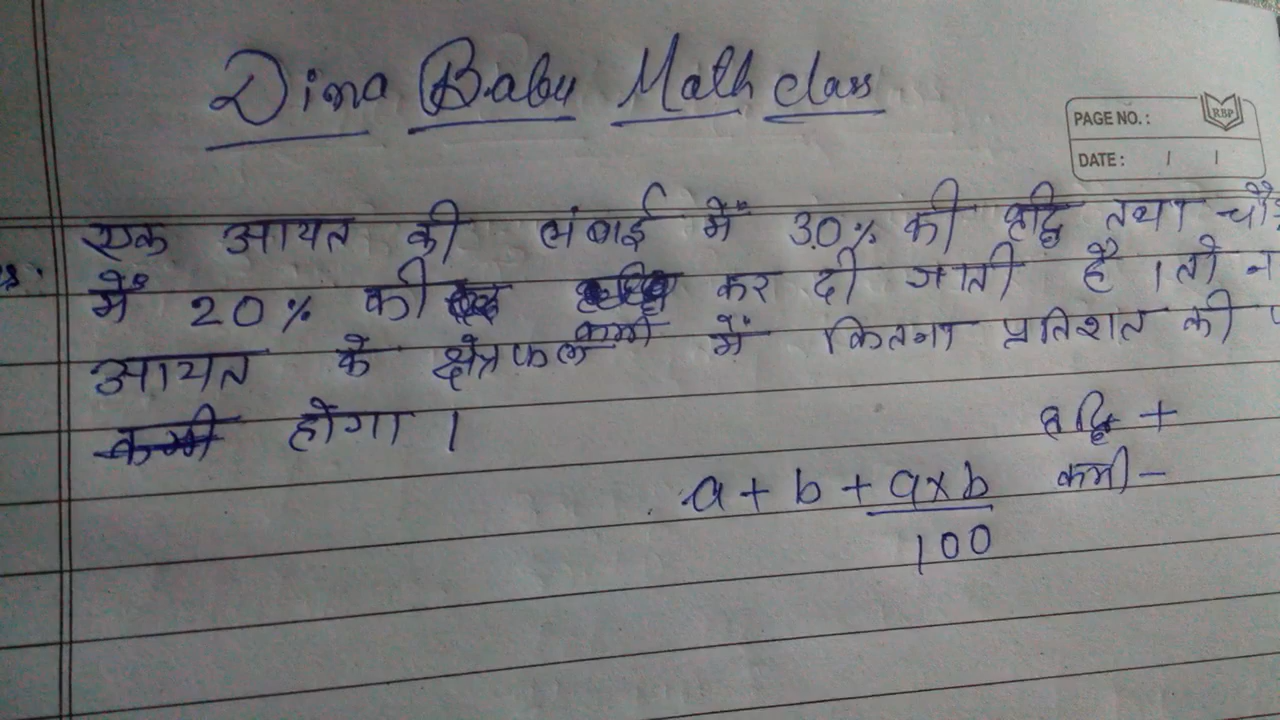 Dina Babu Math class
RBP
PAGE NO.:
DATE: / /
एक आयत की लंबाई में 30% की वृद्धि तथा
में 20% की कर दी जाती है । तो
कमी
आयत के क्षेत्रफल में कितना प्रतिशत की
कमी होगा ।
वृद्धि +
कमी -
a + b + a×b
100